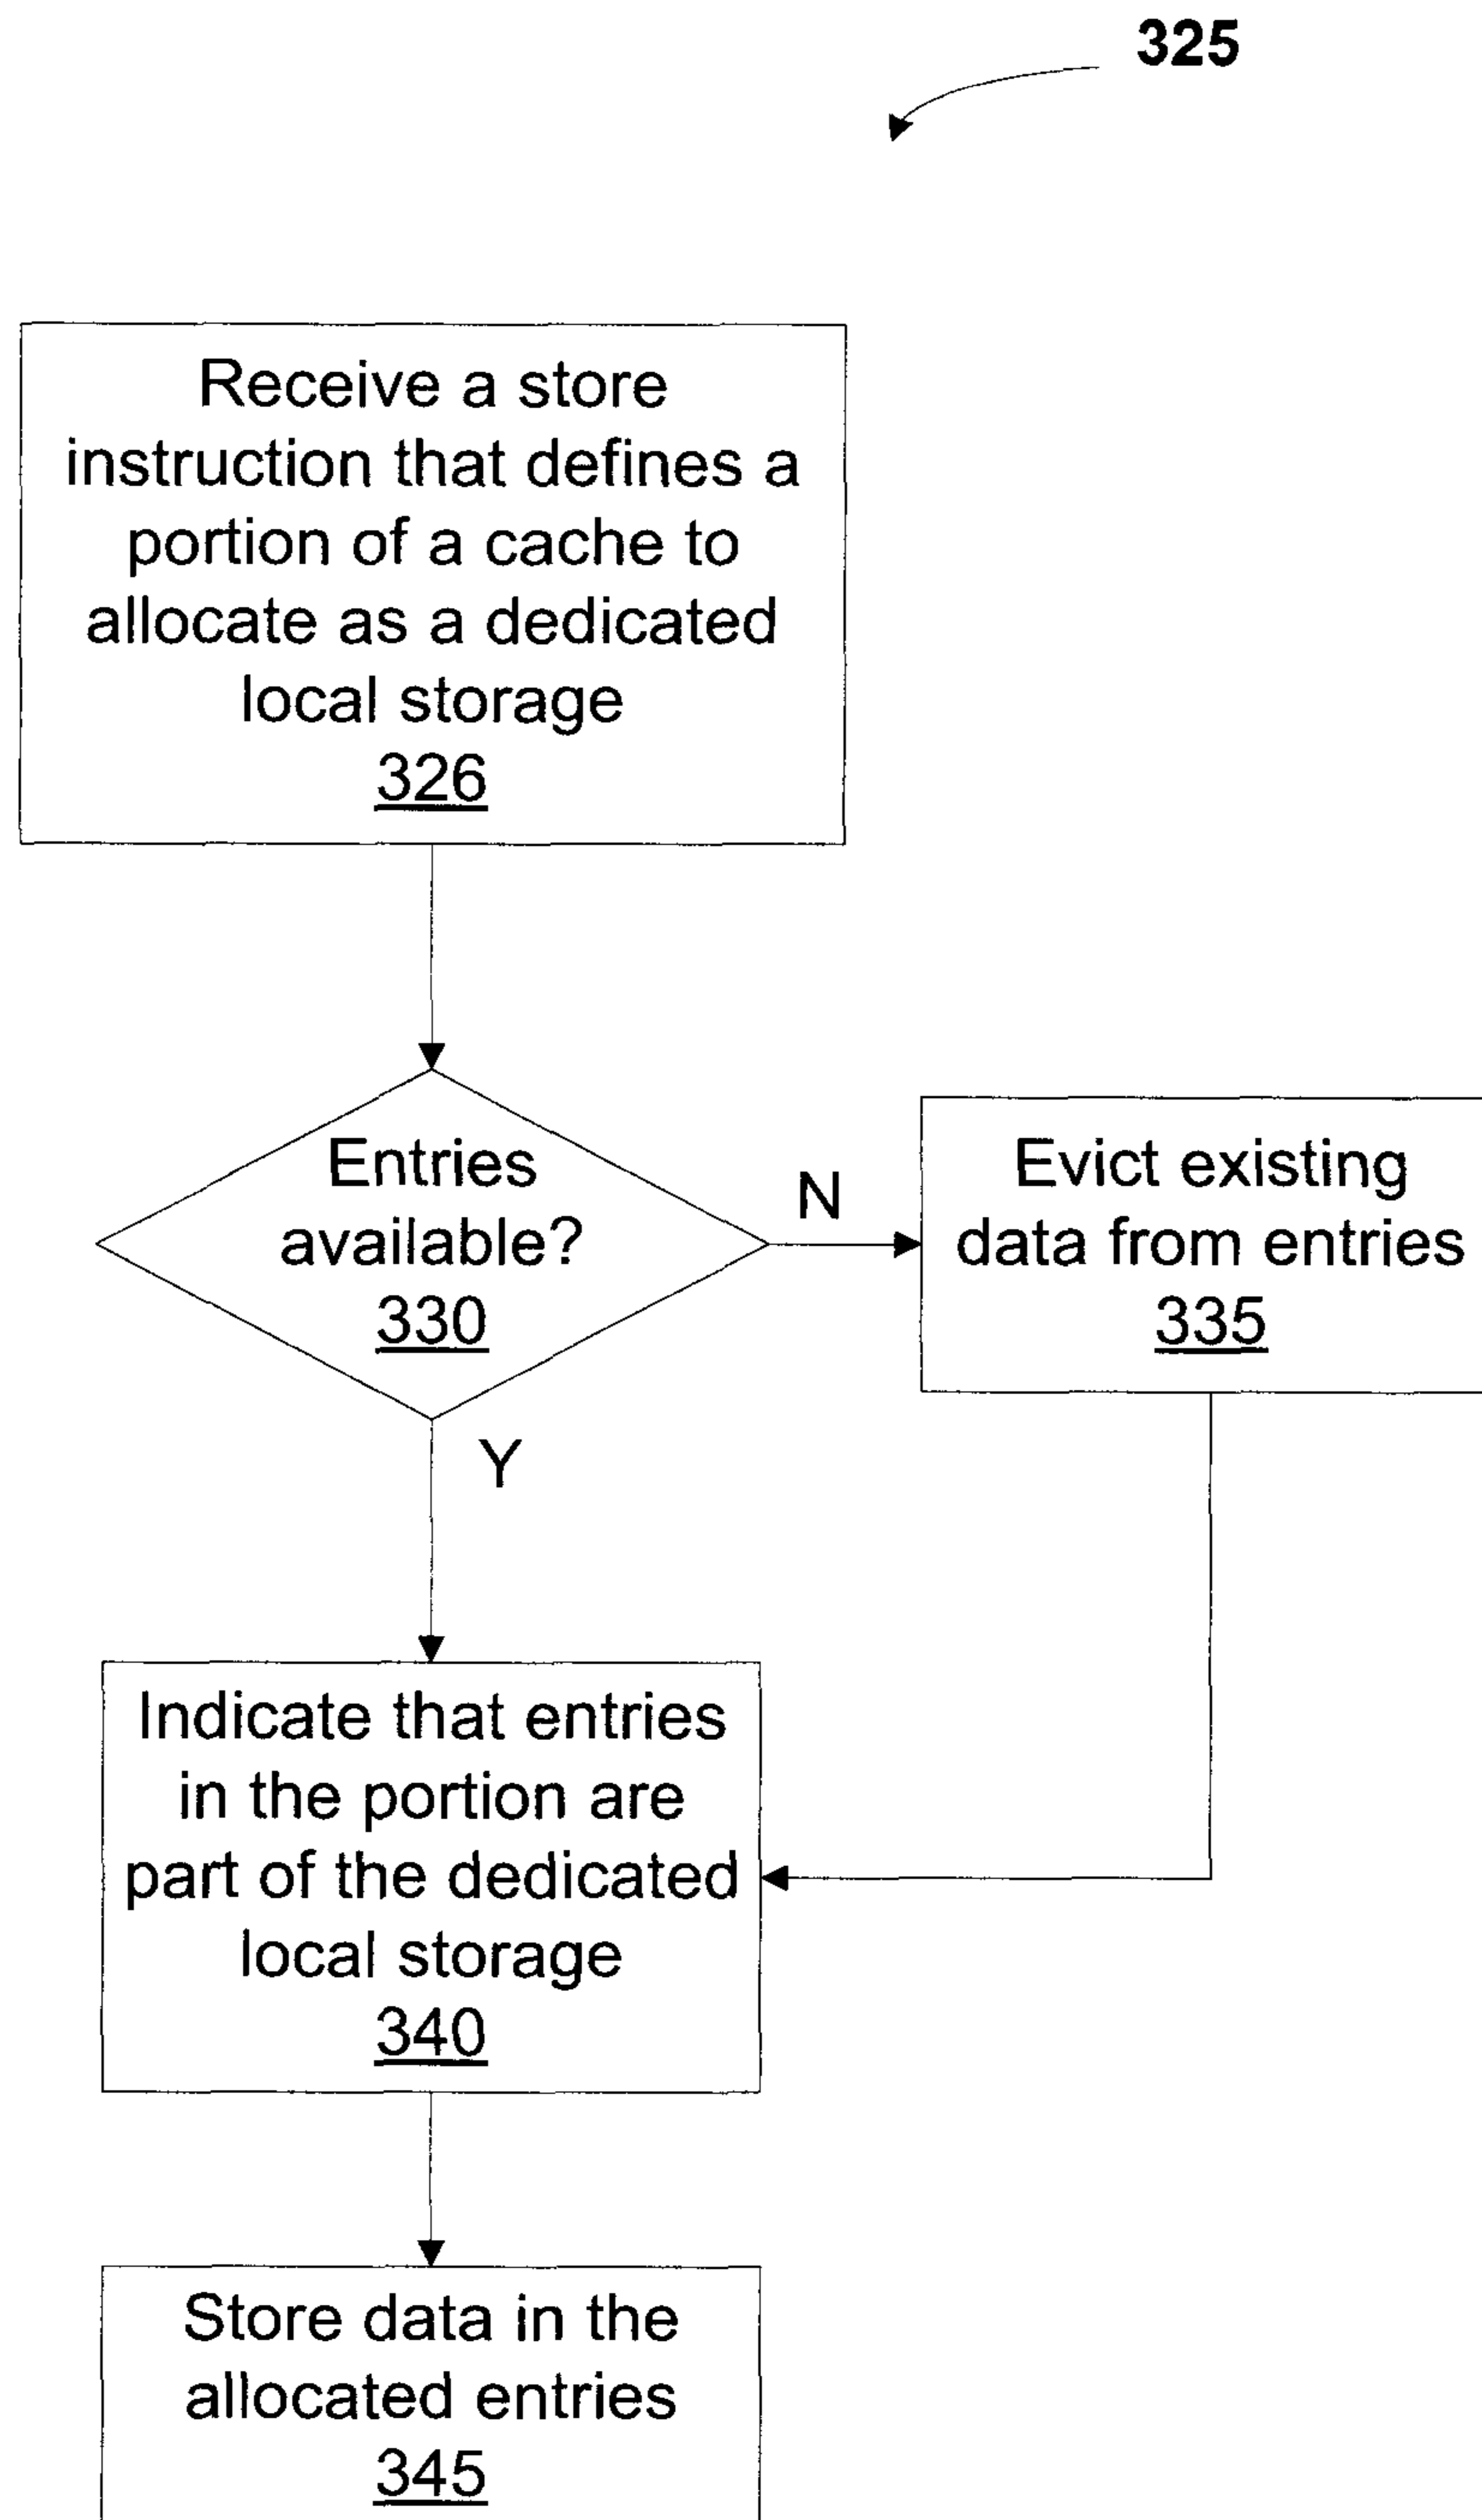 325
Receive a store
instruction that defines a
portion of a cache to
allocate as a dedicated
local storage
326
Entries
available?
330
N
Evict existing
data from entries
335
Y
Indicate that entries
in the portion are
part of the dedicated
local storage
340
Store data in the
allocated entries
345